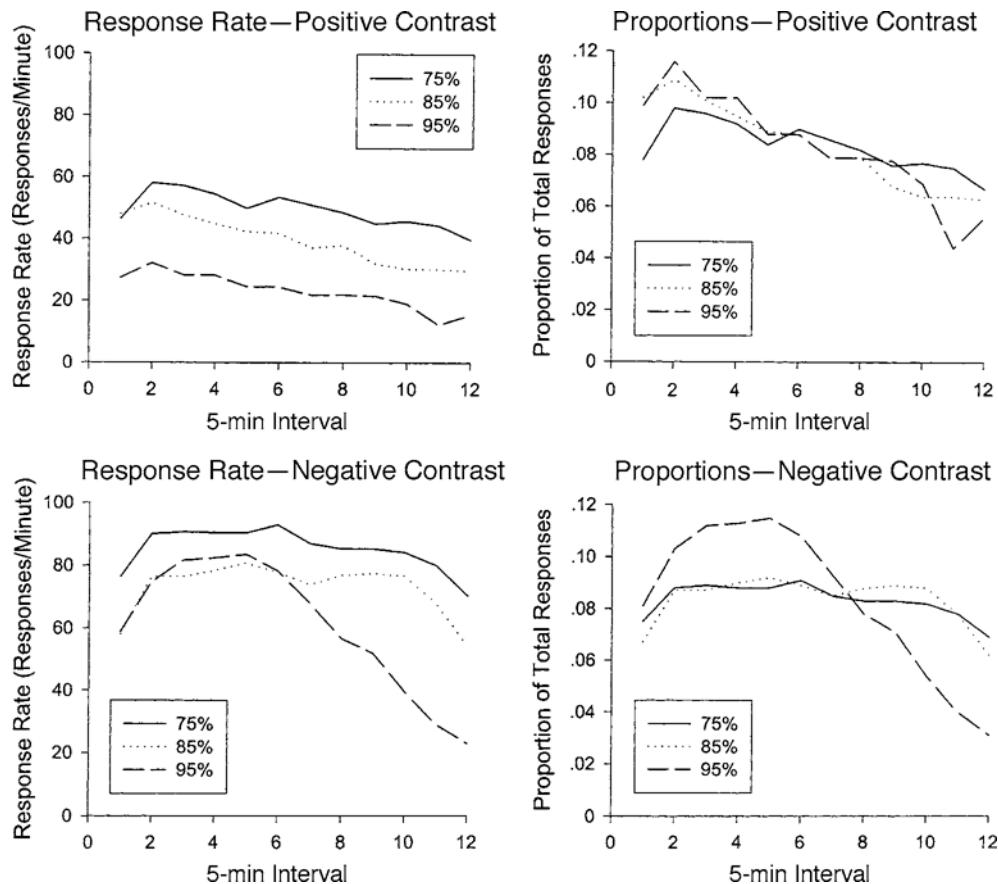 Response Rate—Positive Contrast
Response Rate (Responses/Minute)
100
80
60
40
20
0
75%
85%
95%
0 2 4 6 8 10 12
5-min Interval
Proportions—Positive Contrast
Proportion of Total Responses
.12
.10
.08
.06
.04
.02
0
75%
85%
95%
0 2 4 6 8 10 12
5-min Interval
Response Rate—Negative Contrast
Response Rate (Responses/Minute)
100
80
60
40
20
0
75%
85%
95%
0 2 4 6 8 10 12
5-min Interval
Proportions—Negative Contrast
Proportion of Total Responses
.12
.10
.08
.06
.04
.02
0
75%
85%
95%
0 2 4 6 8 10 12
5-min Interval